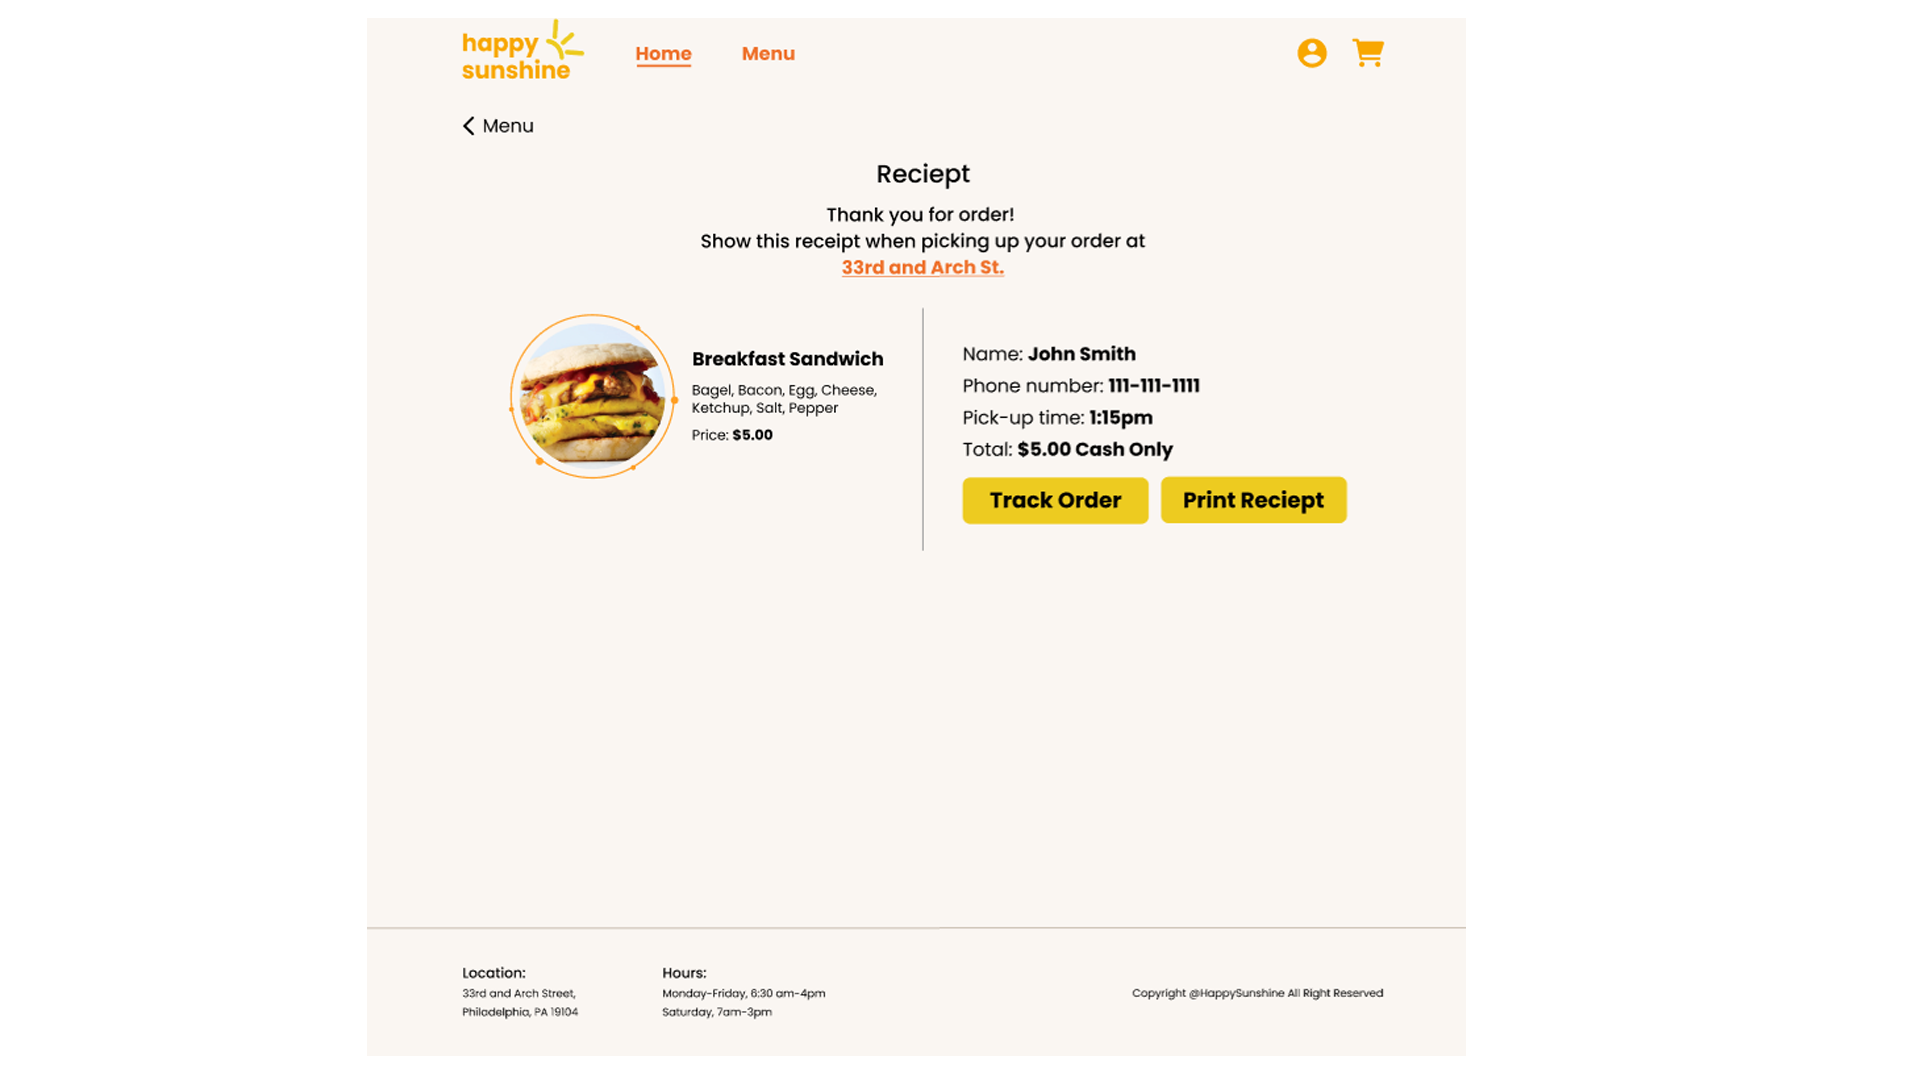 happy
sunshine
Home
Menu
Menu
Reciept
Thank you for order!
Show this receipt when picking up your order at
33rd and Arch St.
Breakfast Sandwich
Bagel, Bacon, Egg, Cheese,
Ketchup, Salt, Pepper
Price: $5.00
Name: John Smith
Phone number: 111-111-1111
Pick-up time: 1:15pm
Total: $5.00 Cash Only
Track Order
Print Reciept
Location:
33rd and Arch Street,
Philadelphia, PA 19104
Hours:
Monday-Friday, 6:30 am-4pm
Saturday, 7am-3pm
Copyright @HappySunshine All Right Reserved